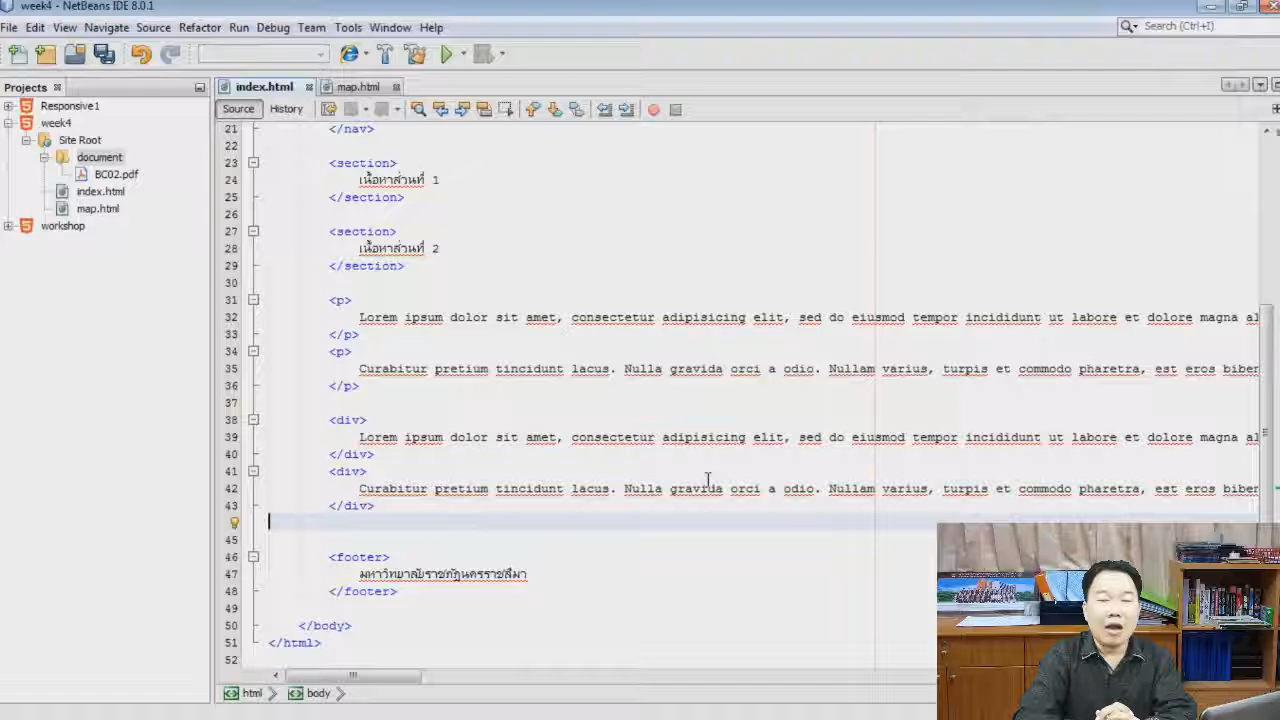 week4 - NetBeans IDE 8.0.1
File Edit View Navigate Source Refactor Run Debug Team Tools Window Help
Search (Ctrl+I)
Projects
index.html
map.html
Source
History
Responsive1
week4
Site Root
document
BC02.pdf
index.html
map.html
workshop
21 </nav>
22
23 <section>
24 เนื้อหาส่วนที่ 1
25 </section>
26
27 <section>
28 เนื้อหาส่วนที่ 2
29 </section>
30
31 <p>
32 Lorem ipsum dolor sit amet, consectetur adipisicing elit, sed do eiusmod tempor incididunt ut labore et dolore magna al
33 </p>
34 <p>
35 Curabitur pretium tincidunt lacus. Nulla gravida orci a odio. Nullam varius, turpis et commodo pharetra, est eros biben
36 </p>
37
38 <div>
39 Lorem ipsum dolor sit amet, consectetur adipisicing elit, sed do eiusmod tempor incididunt ut labore et dolore magna al
40 </div>
41 <div>
42 Curabitur pretium tincidunt lacus. Nulla gravida orci a odio. Nullam varius, turpis et commodo pharetra, est eros biben
43 </div>
45
46 <footer>
47 มหาวิทยาลัยราชภัฏนครราชสีมา
48 </footer>
49
50 </body>
51 </html>
52
html
body